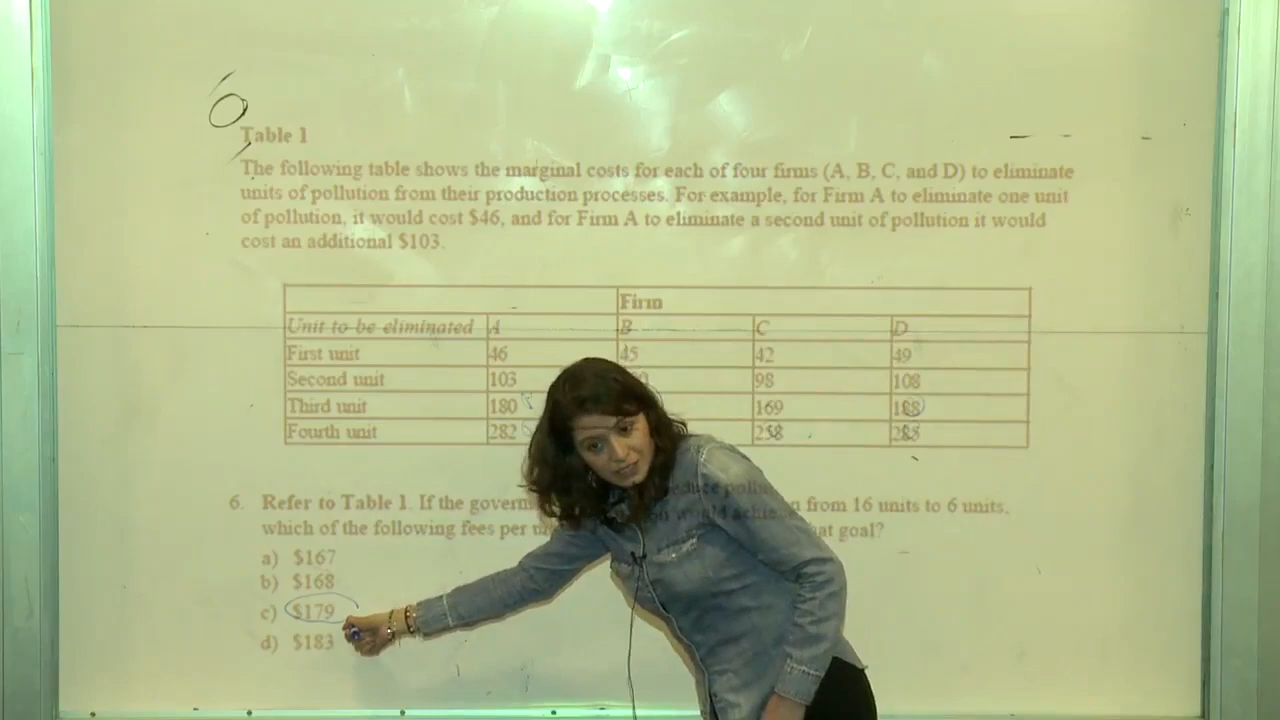 Table 1
The following table shows the marginal costs for each of four firms (A, B, C, and D) to eliminate
units of pollution from their production processes. For example, for Firm A to eliminate one unit
of pollution, it would cost $46, and for Firm A to eliminate a second unit of pollution it would
cost an additional $103.
Firm
Unit to be eliminated A B C D
First unit 46 45 42 49
Second unit 103 98 108
Third unit 180 169 188
Fourth unit 282 258 285
6. Refer to Table 1. If the from 16 units to 6 units,
which of the following fees per goal?
a) $167
b) $168
c) $179
d) $183